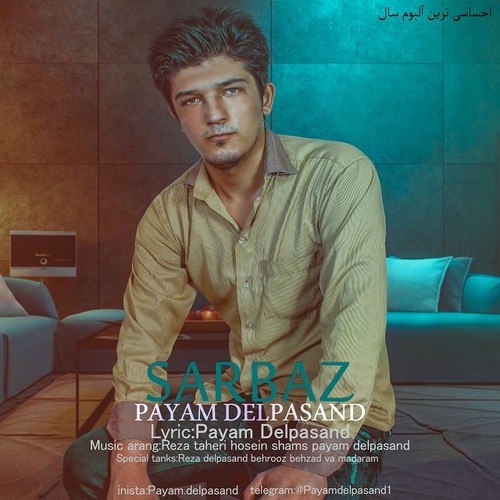 احساسی ترین آلبوم سال
SARBAZ
PAYAM DELPASAND
Lyric:Payam Delpasand
Music arang:Reza taheri hosein shams payam delpasand
Special tanks:Reza delpasand behrooz behzad va madaram
inista:Payam.delpasand telegram:@Payamdelpasand1